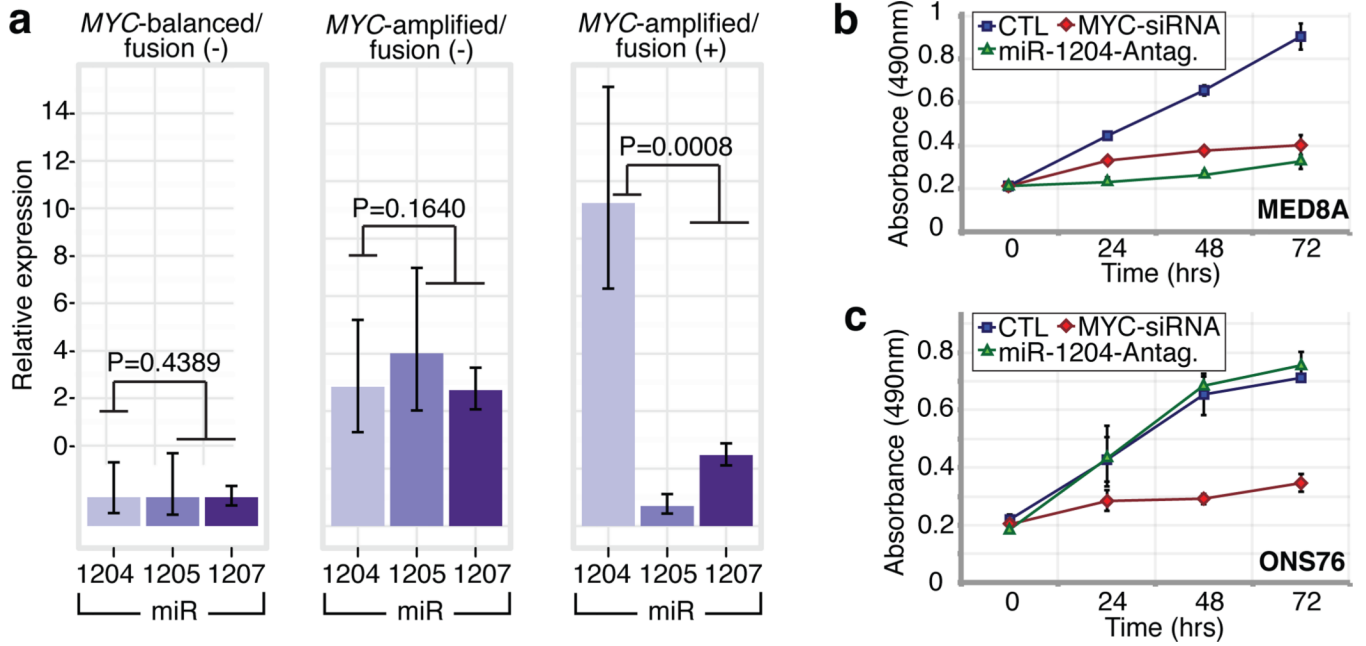 a
MYC-balanced/
fusion (-)
MYC-amplified/
fusion (-)
MYC-amplified/
fusion (+)
Relative expression
14-
12-
10-
8-
6-
4-
2-
0-
P=0.4389
P=0.1640
P=0.0008
1204 1205 1207
miR
1204 1205 1207
miR
1204 1205 1207
miR
b
Absorbance (490nm)
1
0.8
0.6
0.4
0.2
0
CTL MYC-siRNA
miR-1204-Antag.
MED8A
0 24 48 72
Time (hrs)
c
Absorbance (490nm)
0.8
0.6
0.4
0.2
0
CTL MYC-siRNA
miR-1204-Antag.
ONS76
0 24 48 72
Time (hrs)